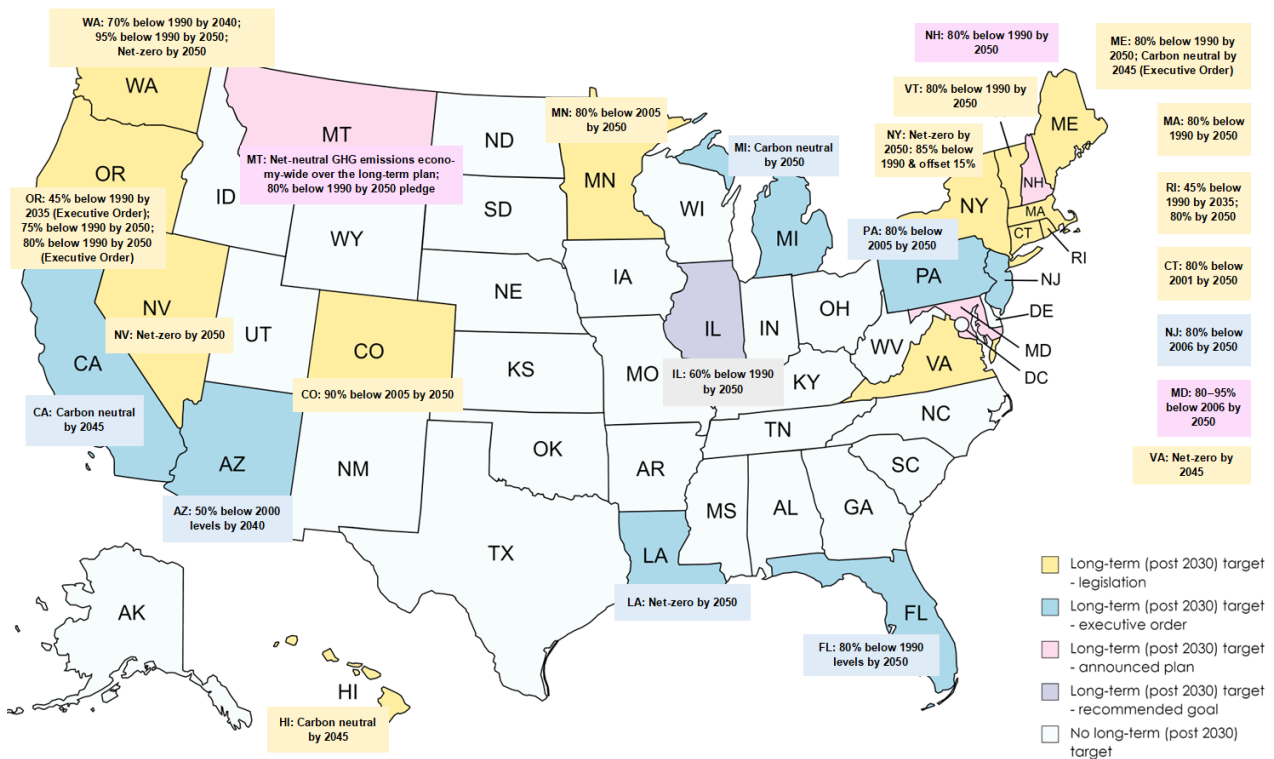 WA: 70% below 1990 by 2040;
95% below 1990 by 2050;
Net-zero by 2050
WA
NH: 80% below 1990 by
2050
ME: 80% below 1990 by
2050; Carbon neutral by
2045 (Executive Order)
VT: 80% below 1990 by
2050
MN: 80% below 2005
by 2050
MT
ND
ME
NY: Net-zero by
2050: 85% below
1990 & offset 15%
MA: 80% below
1990 by 2050
MI: Carbon neutral
by 2050
MT: Net-neutral GHG emissions econo-
my-wide over the long-term plan;
80% below 1990 by 2050 pledge
OR
ID
SD
MN
WI
NH
NY
MA
CT
RI
OR: 45% below 1990 by
2035 (Executive Order);
75% below 1990 by 2050;
80% below 1990 by 2050
(Executive Order)
RI: 45% below
1990 by 2035;
80% by 2050
WY
MI
PA: 80% below
2005 by 2050
PA
NJ
CT: 80% below
2001 by 2050
NV
NE
IA
OH
DE
NV: Net-zero by 2050
UT
IL
IN
NJ: 80% below
2006 by 2050
CA
CO
KS
MO
WV
VA
MD
DC
IL: 60% below 1990
by 2050
KY
CO: 90% below 2005 by 2050
MD: 80–95%
below 2006 by
2050
CA: Carbon neutral
by 2045
NC
TN
AZ
NM
OK
AR
SC
VA: Net-zero by
2045
AZ: 50% below 2000
levels by 2040
MS
AL
GA
TX
LA
LA: Net-zero by 2050
FL
FL: 80% below 1990
levels by 2050
AK
HI
HI: Carbon neutral
by 2045
Long-term (post 2030) target
- legislation
Long-term (post 2030) target
- executive order
Long-term (post 2030) target
- announced plan
Long-term (post 2030) target
- recommended goal
No long-term (post 2030)
target